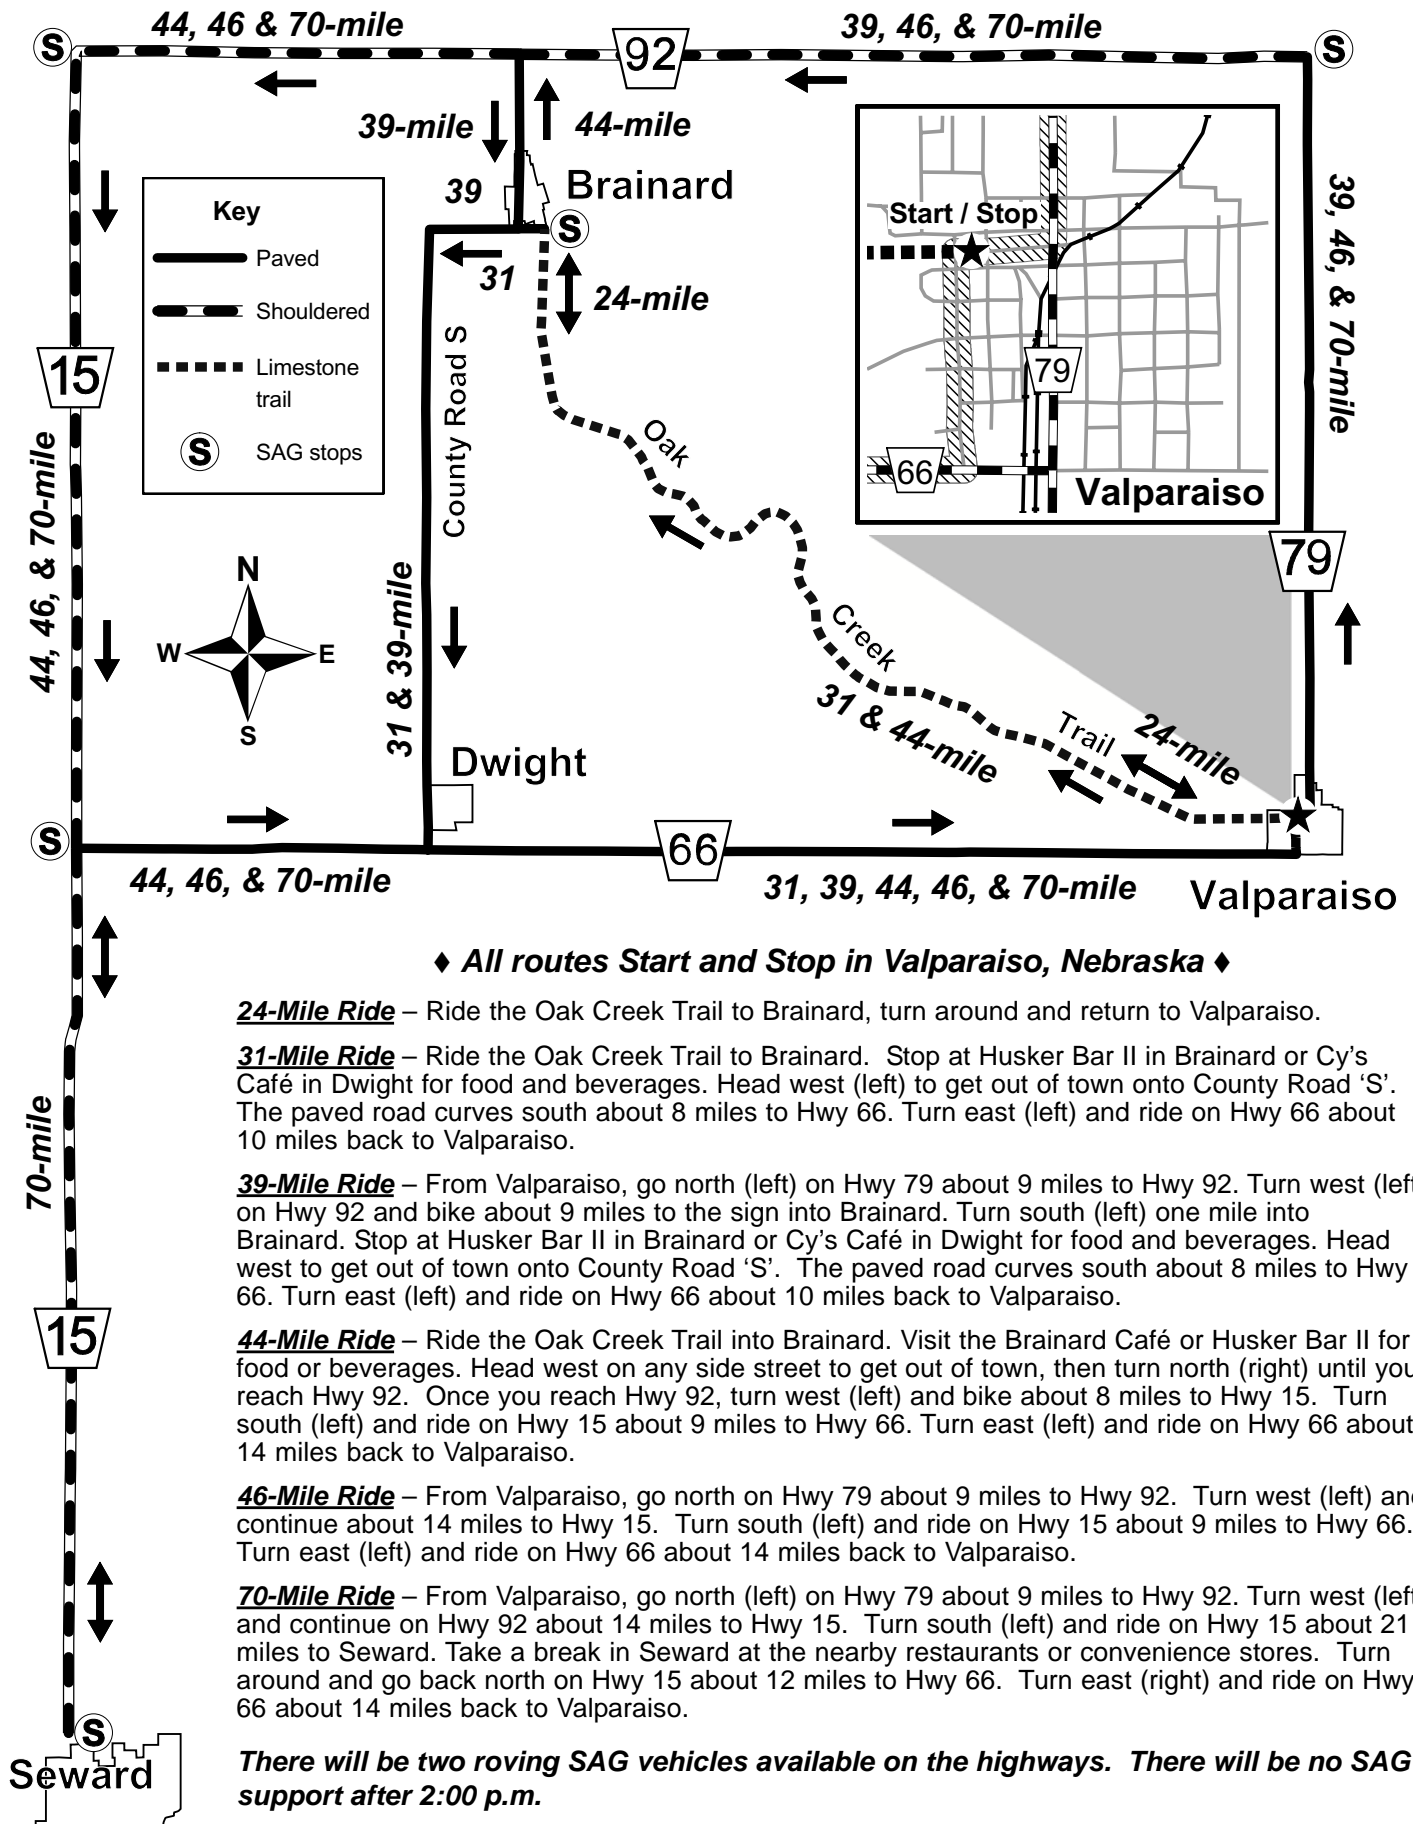 44, 46 & 70-mile
39, 46, & 70-mile
S
S
92
39-mile
44-mile
39
Brainard
S
31
24-mile
Key
Paved
Shouldered
Limestone
trail
S
SAG stops
15
44, 46, & 70-mile
County Road S
31 & 39-mile
N
W
E
S
Oak
Creek
Trail
31 & 44-mile
24-mile
Start / Stop
79
66
Valparaiso
39, 46, & 70-mile
79
Dwight
S
66
44, 46, & 70-mile
31, 39, 44, 46, & 70-mile
Valparaiso
70-mile
15
S
Seward
♦ All routes Start and Stop in Valparaiso, Nebraska ♦
24-Mile Ride – Ride the Oak Creek Trail to Brainard, turn around and return to Valparaiso.
31-Mile Ride – Ride the Oak Creek Trail to Brainard. Stop at Husker Bar II in Brainard or Cy's
Café in Dwight for food and beverages. Head west (left) to get out of town onto County Road 'S'.
The paved road curves south about 8 miles to Hwy 66. Turn east (left) and ride on Hwy 66 about
10 miles back to Valparaiso.
39-Mile Ride – From Valparaiso, go north (left) on Hwy 79 about 9 miles to Hwy 92. Turn west (left
on Hwy 92 and bike about 9 miles to the sign into Brainard. Turn south (left) one mile into
Brainard. Stop at Husker Bar II in Brainard or Cy's Café in Dwight for food and beverages. Head
west to get out of town onto County Road 'S'. The paved road curves south about 8 miles to Hwy
66. Turn east (left) and ride on Hwy 66 about 10 miles back to Valparaiso.
44-Mile Ride – Ride the Oak Creek Trail into Brainard. Visit the Brainard Café or Husker Bar II for
food or beverages. Head west on any side street to get out of town, then turn north (right) until you
reach Hwy 92. Once you reach Hwy 92, turn west (left) and bike about 8 miles to Hwy 15. Turn
south (left) and ride on Hwy 15 about 9 miles to Hwy 66. Turn east (left) and ride on Hwy 66 about
14 miles back to Valparaiso.
46-Mile Ride – From Valparaiso, go north on Hwy 79 about 9 miles to Hwy 92. Turn west (left) and
continue about 14 miles to Hwy 15. Turn south (left) and ride on Hwy 15 about 9 miles to Hwy 66.
Turn east (left) and ride on Hwy 66 about 14 miles back to Valparaiso.
70-Mile Ride – From Valparaiso, go north (left) on Hwy 79 about 9 miles to Hwy 92. Turn west (left
and continue on Hwy 92 about 14 miles to Hwy 15. Turn south (left) and ride on Hwy 15 about 21
miles to Seward. Take a break in Seward at the nearby restaurants or convenience stores. Turn
around and go back north on Hwy 15 about 12 miles to Hwy 66. Turn east (right) and ride on Hwy
66 about 14 miles back to Valparaiso.
There will be two roving SAG vehicles available on the highways. There will be no SAG
support after 2:00 p.m.